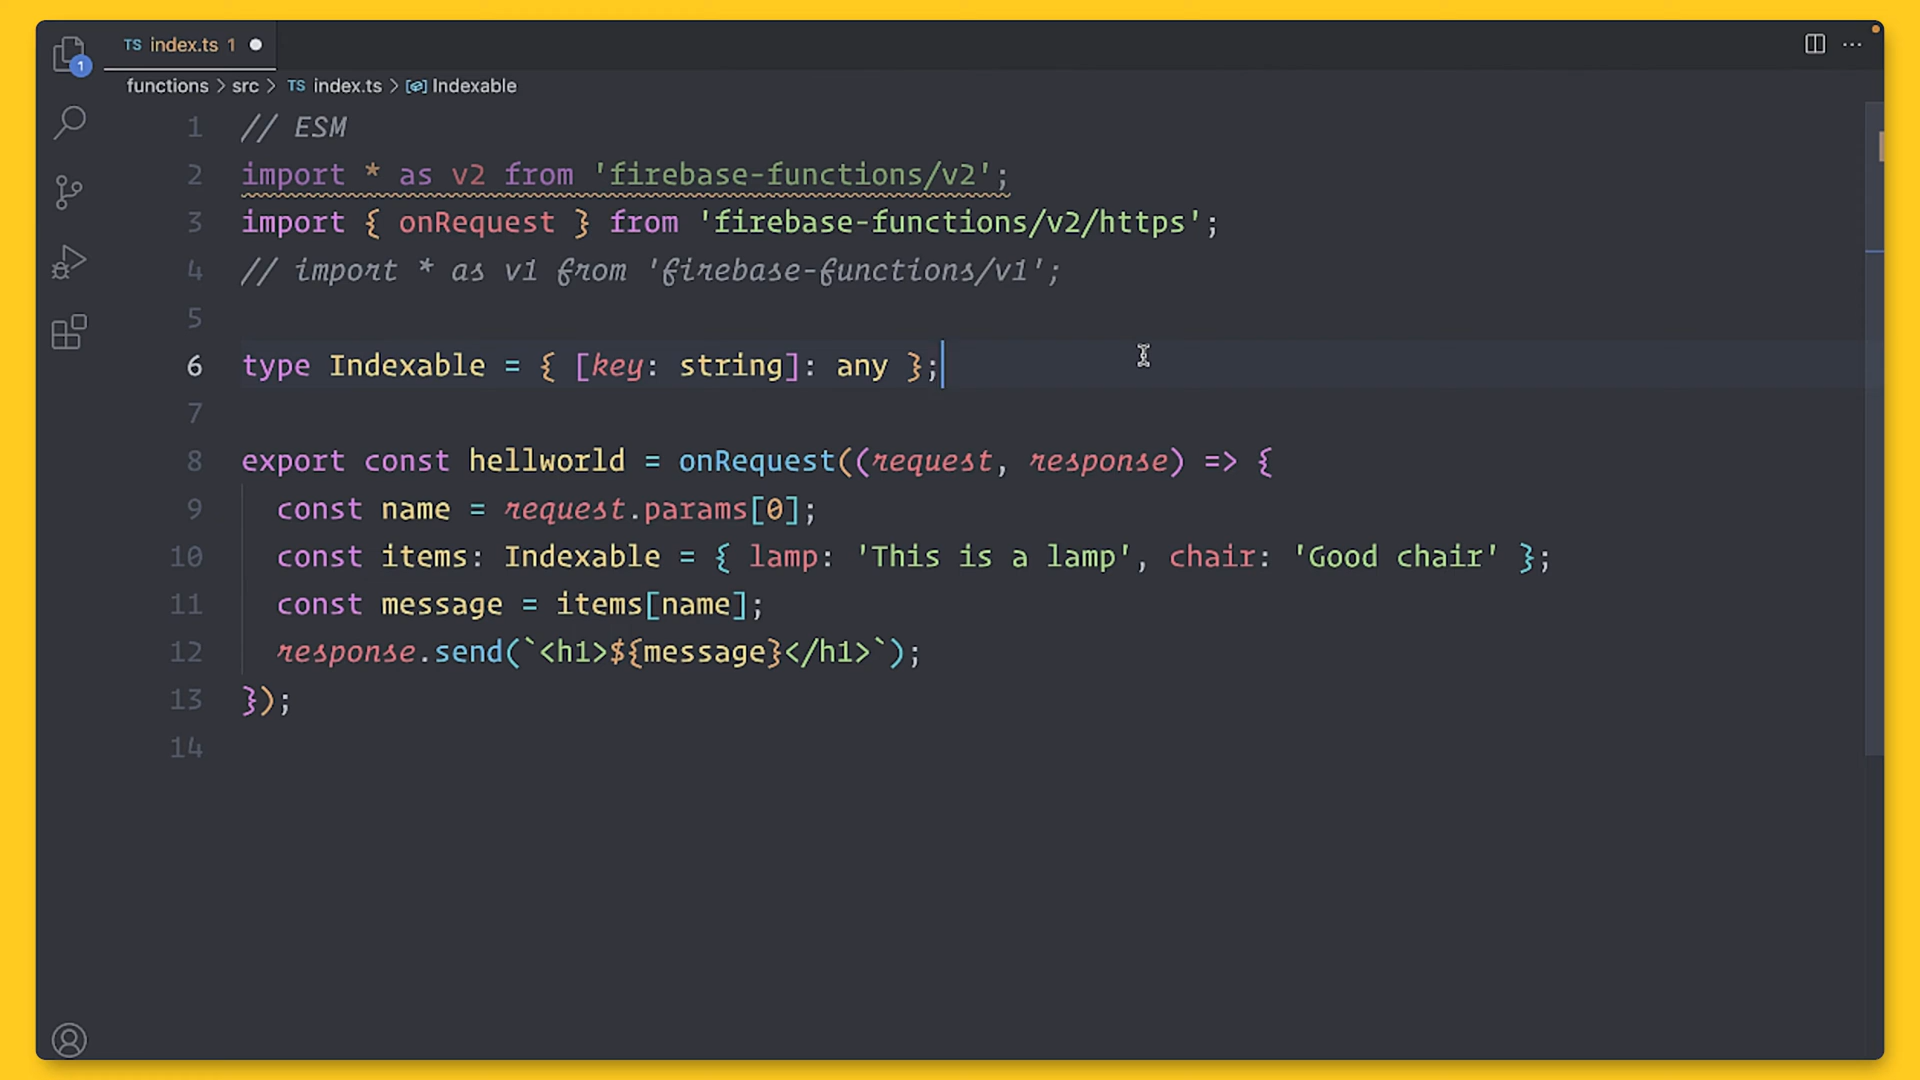 TS index.ts 1
1
functions > src > TS index.ts > Indexable
1 // ESM
2 import * as v2 from 'firebase-functions/v2';
3 import { onRequest } from 'firebase-functions/v2/https';
4 // import * as v1 from 'firebase-functions/v1';
5
6 type Indexable = { [key: string]: any };
7
8 export const hellworld = onRequest((request, response) => {
9 const name = request.params[0];
10 const items: Indexable = { lamp: 'This is a lamp', chair: 'Good chair' };
11 const message = items[name];
12 response.send(`<h1>${message}</h1>`);
13 });
14